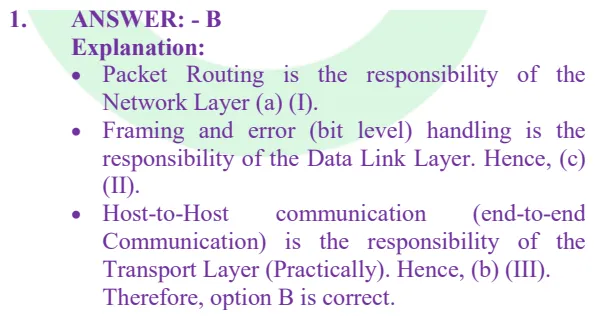 1. ANSWER: - B
Explanation:
• Packet Routing is the responsibility of the
Network Layer (a) (I).
• Framing and error (bit level) handling is the
responsibility of the Data Link Layer. Hence, (c)
(II).
• Host-to-Host communication (end-to-end
Communication) is the responsibility of the
Transport Layer (Practically). Hence, (b) (III).
Therefore, option B is correct.